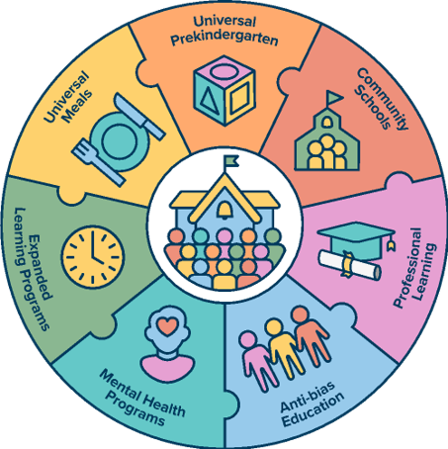 Universal
Prekindergarten
Community
Schools
Professional
Learning
Anti-bias
Education
Mental Health
Programs
Expanded
Learning Programs
Universal
Meals